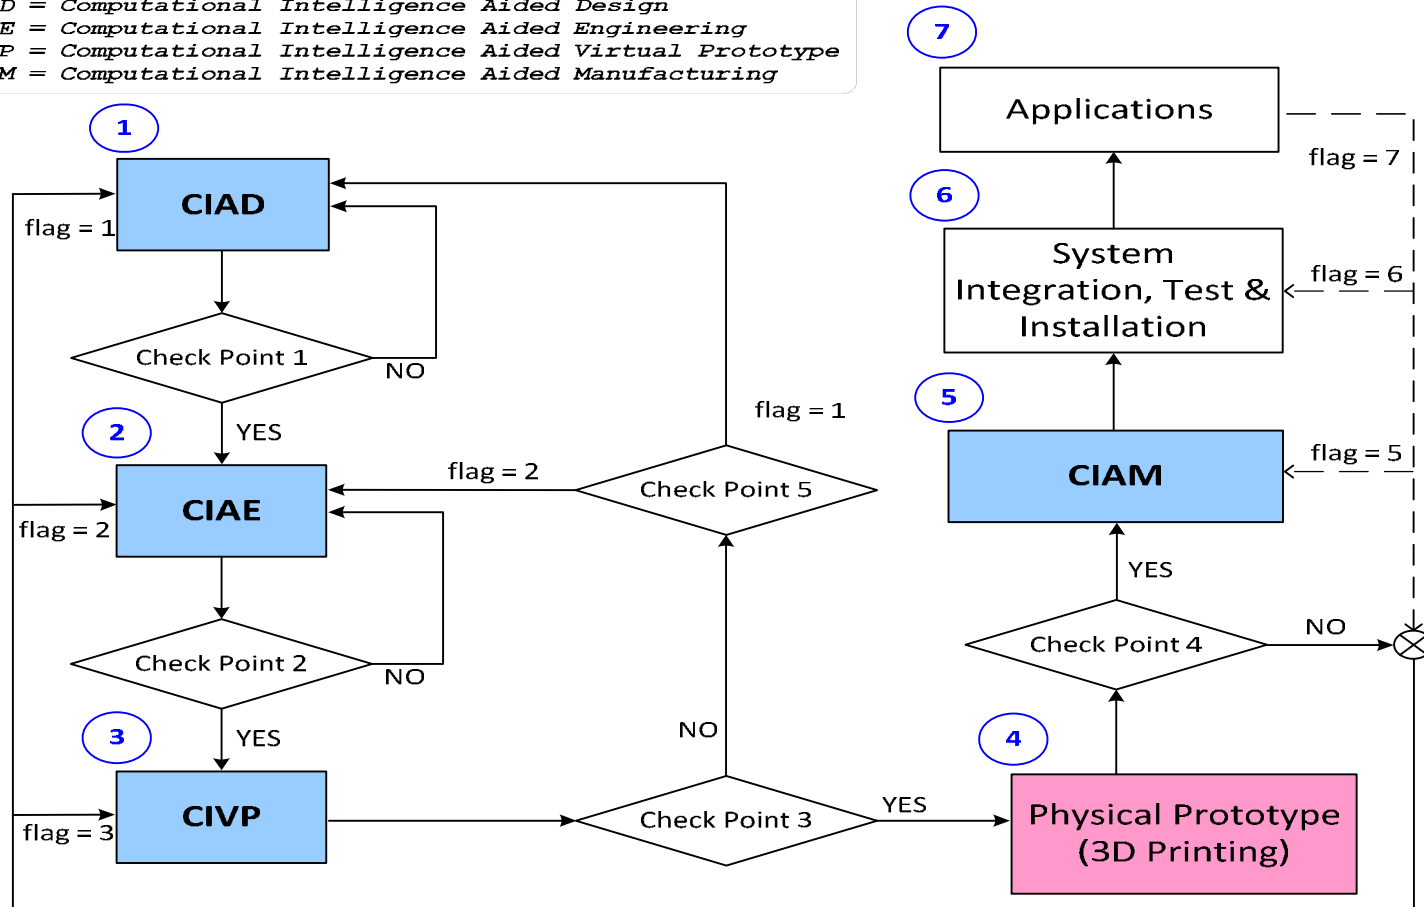 D = Computational Intelligence Aided Design
E = Computational Intelligence Aided Engineering
P = Computational Intelligence Aided Virtual Prototype
M = Computational Intelligence Aided Manufacturing
1
CIAD
flag = 1
Check Point 1
NO
YES
2
CIAE
flag = 2
flag = 2
Check Point 2
NO
YES
3
CIVP
flag = 3
flag = 1
Check Point 5
NO
Check Point 3
YES
7
Applications
flag = 7
6
System
Integration, Test &
Installation
flag = 6
5
CIAM
flag = 5
YES
Check Point 4
NO
4
Physical Prototype
(3D Printing)